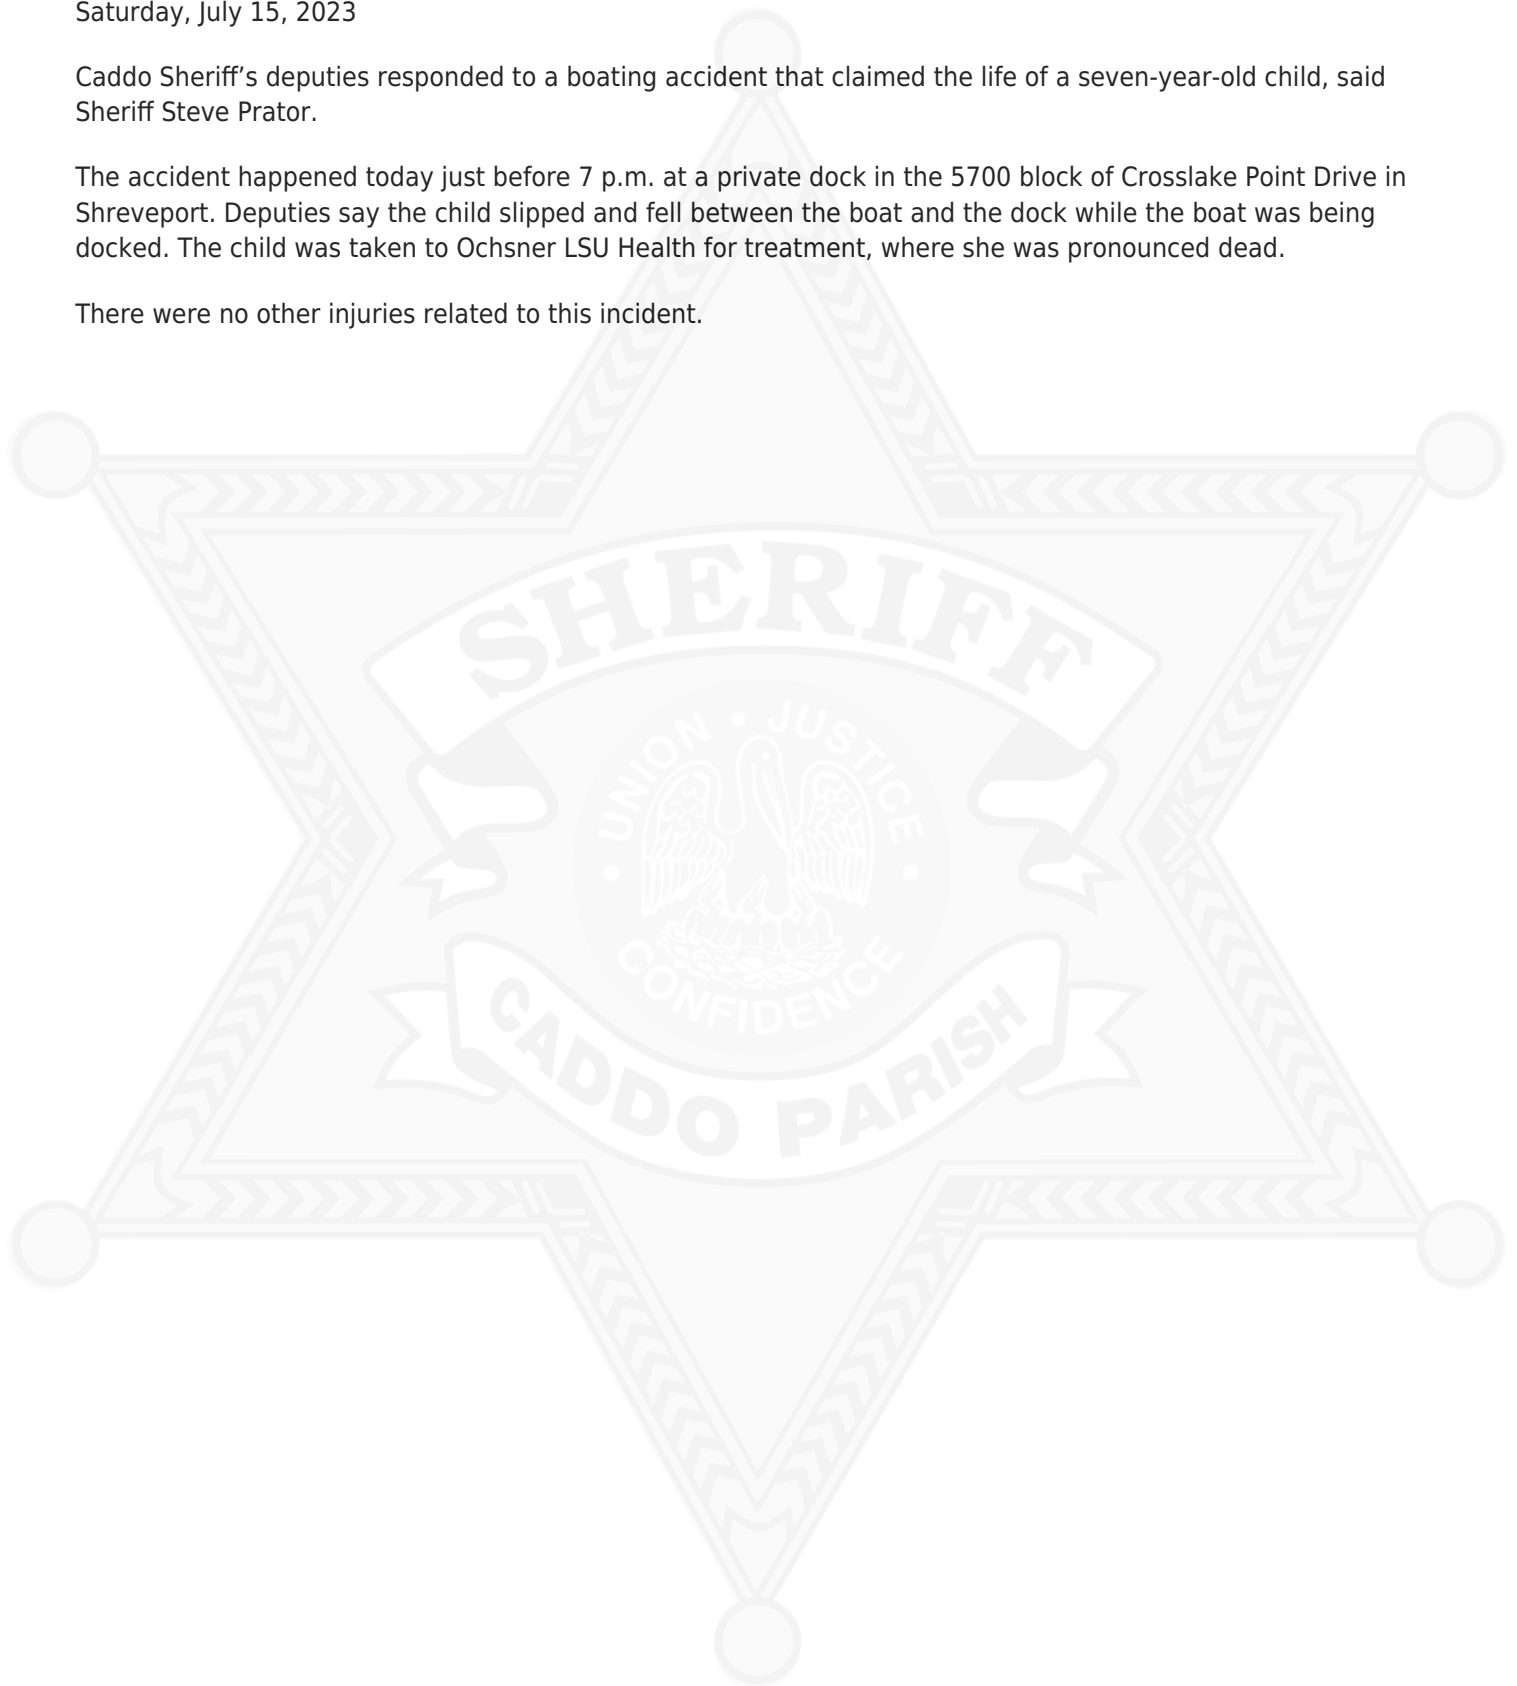 Saturday, July 15, 2023
Caddo Sheriff’s deputies responded to a boating accident that claimed the life of a seven-year-old child, said
Sheriff Steve Prator.
The accident happened today just before 7 p.m. at a private dock in the 5700 block of Crosslake Point Drive in
Shreveport. Deputies say the child slipped and fell between the boat and the dock while the boat was being
docked. The child was taken to Ochsner LSU Health for treatment, where she was pronounced dead.
There were no other injuries related to this incident.
SHERIFF
UNION • JUSTICE
• CONFIDENCE •
CADDO PARISH